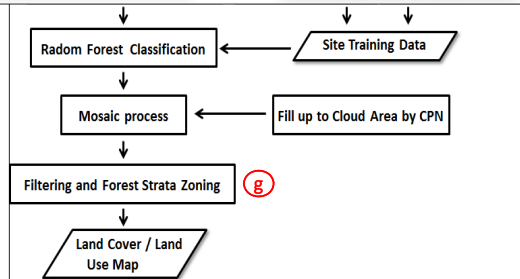 Radom Forest Classification
Site Training Data
Mosaic process
Fill up to Cloud Area by CPN
Filtering and Forest Strata Zoning
g
Land Cover / Land
Use Map